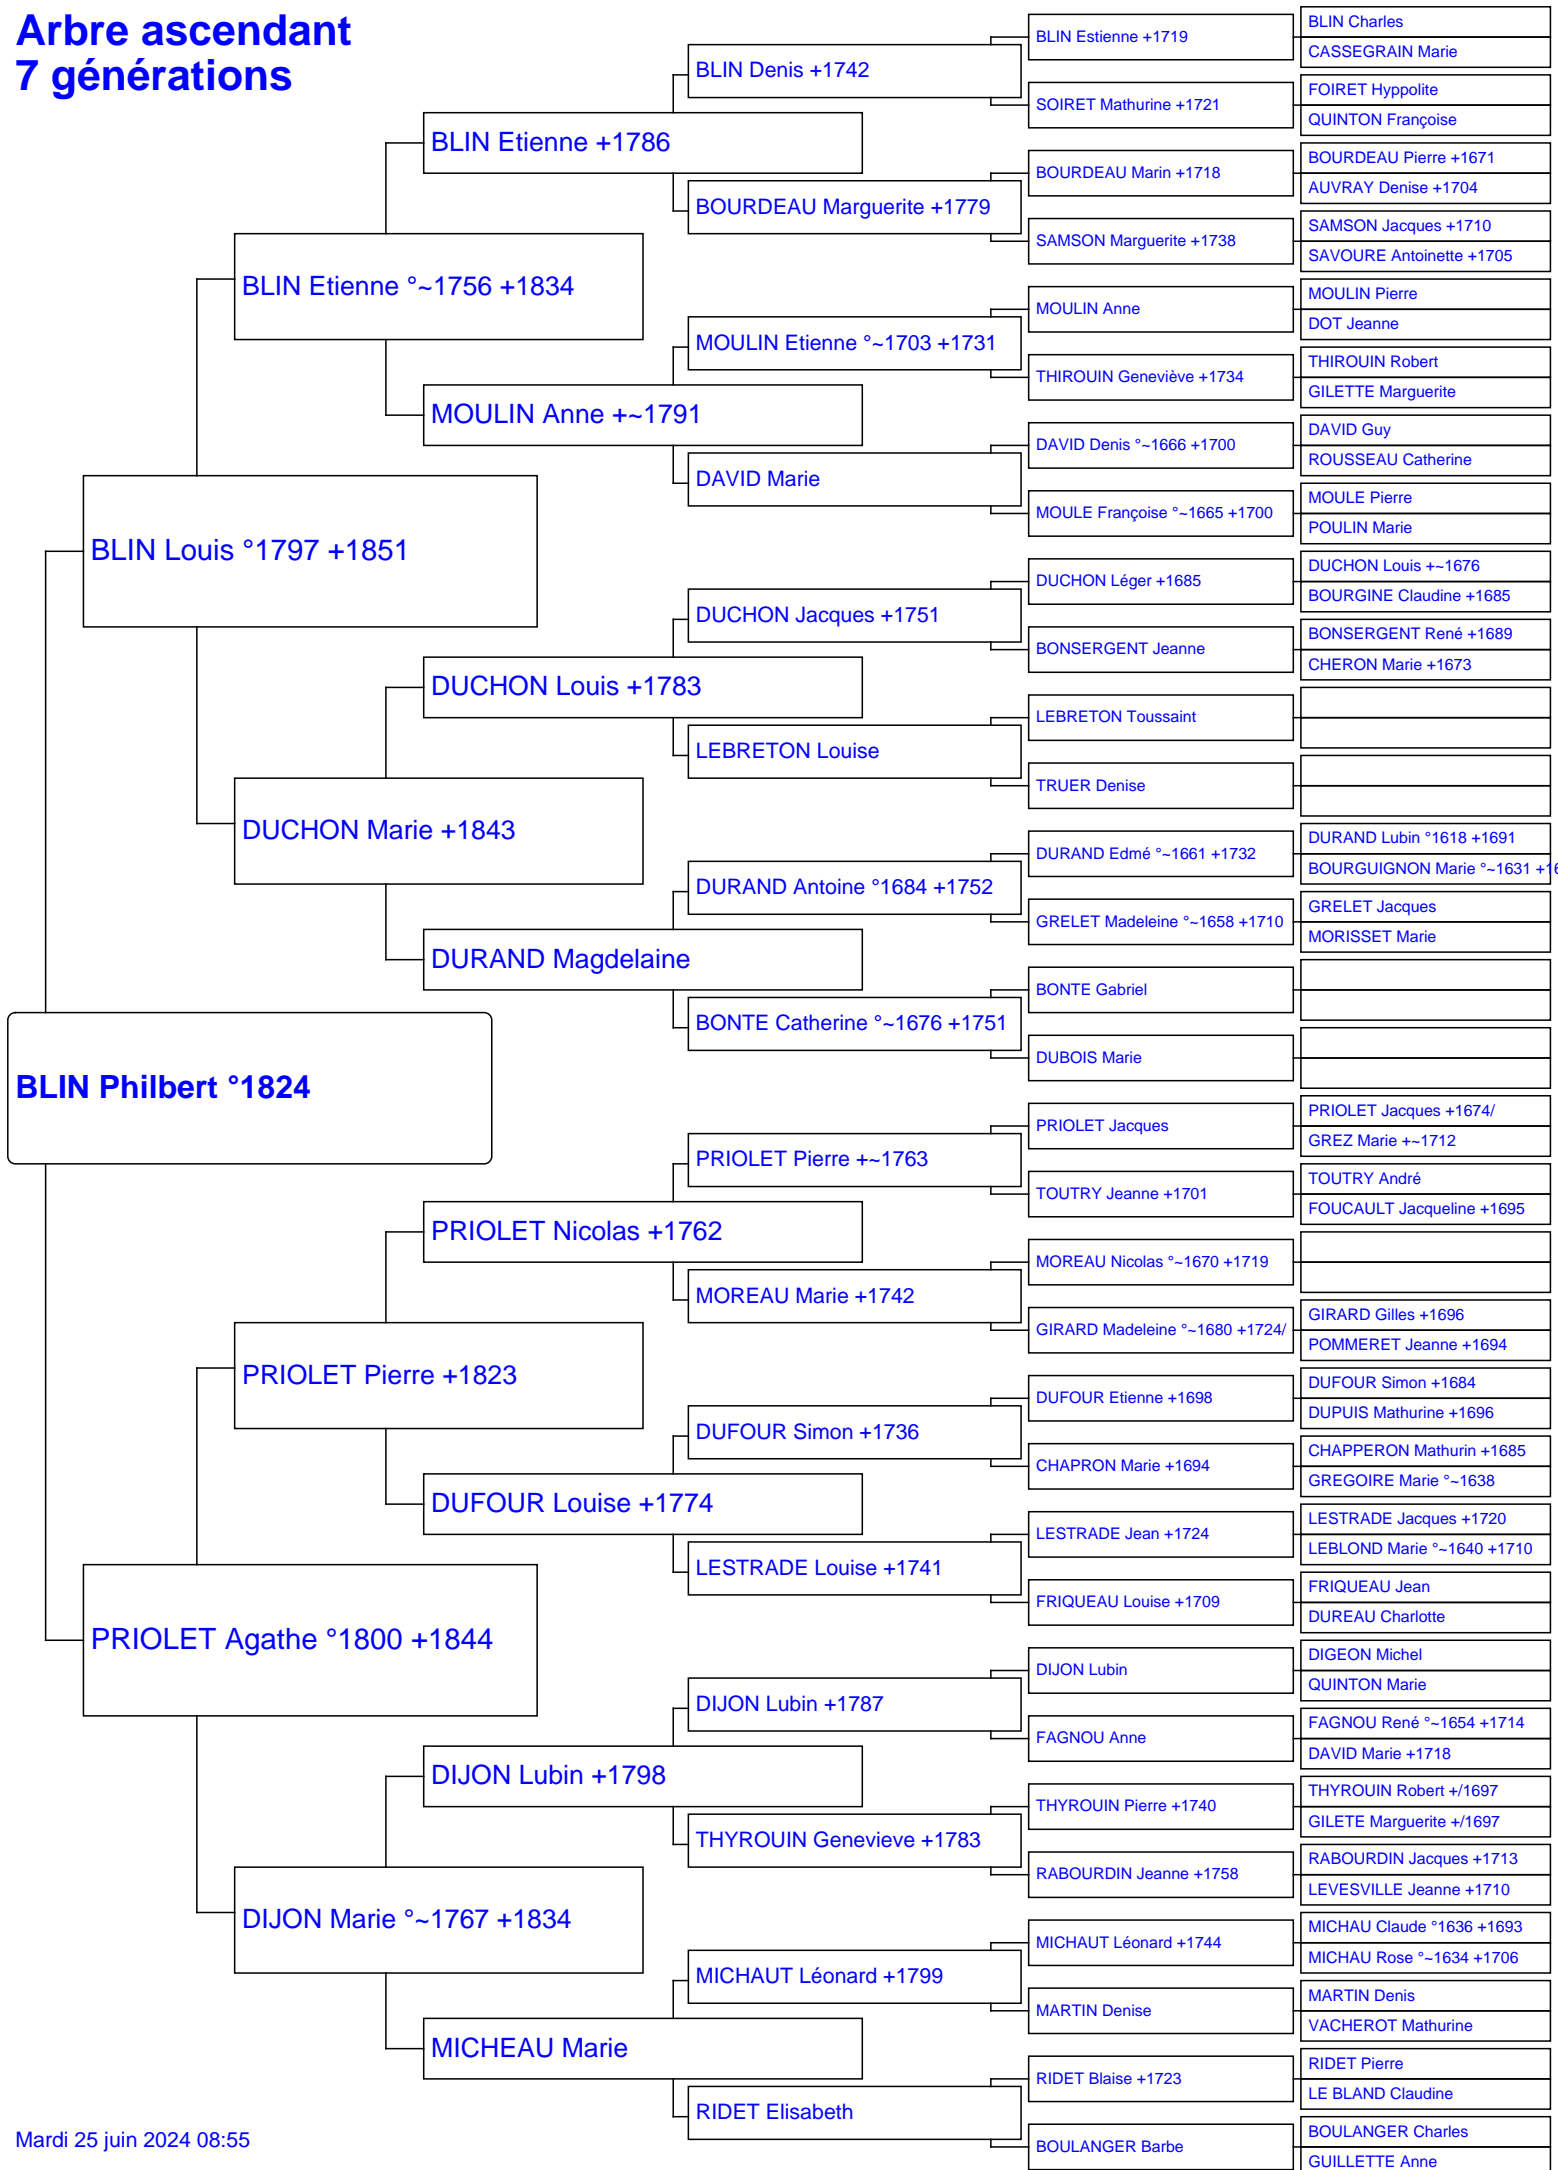 Arbre ascendant
7 générations
BLIN Philbert °1824
BLIN Louis °1797 +1851
PRIOLET Agathe °1800 +1844
BLIN Etienne °~1756 +1834
DUCHON Marie +1843
PRIOLET Pierre +1823
DIJON Marie °~1767 +1834
BLIN Etienne +1786
MOULIN Anne +~1791
DUCHON Louis +1783
DURAND Magdelaine
PRIOLET Nicolas +1762
DUFOUR Louise +1774
DIJON Lubin +1798
MICHEAU Marie
BLIN Denis +1742
BOURDEAU Marguerite +1779
MOULIN Etienne °~1703 +1731
DAVID Marie
DUCHON Jacques +1751
LEBRETON Louise
DURAND Antoine °1684 +1752
BONTE Catherine °~1676 +1751
PRIOLET Pierre +~1763
MOREAU Marie +1742
DUFOUR Simon +1736
LESTRADE Louise +1741
DIJON Lubin +1787
THYROUIN Genevieve +1783
MICHAUT Léonard +1799
RIDET Elisabeth
BLIN Estienne +1719
SOIRET Mathurine +1721
BOURDEAU Marin +1718
SAMSON Marguerite +1738
MOULIN Anne
THIROUIN Geneviève +1734
DAVID Denis °~1666 +1700
MOULE Françoise °~1665 +1700
DUCHON Léger +1685
BONSERGENT Jeanne
LEBRETON Toussaint
TRUER Denise
DURAND Edmé °~1661 +1732
GRELET Madeleine °~1658 +1710
BONTE Gabriel
DUBOIS Marie
PRIOLET Jacques
TOUTRY Jeanne +1701
MOREAU Nicolas °~1670 +1719
GIRARD Madeleine °~1680 +1724/
DUFOUR Etienne +1698
CHAPRON Marie +1694
LESTRADE Jean +1724
FRIQUEAU Louise +1709
DIJON Lubin
FAGNOU Anne
THYROUIN Pierre +1740
RABOURDIN Jeanne +1758
MICHAUT Léonard +1744
MARTIN Denise
RIDET Blaise +1723
BOULANGER Barbe
BLIN Charles
CASSEGRAIN Marie
FOIRET Hyppolite
QUINTON Françoise
BOURDEAU Pierre +1671
AUVRAY Denise +1704
SAMSON Jacques +1710
SAVOURE Antoinette +1705
MOULIN Pierre
DOT Jeanne
THIROUIN Robert
GILETTE Marguerite
DAVID Guy
ROUSSEAU Catherine
MOULE Pierre
POULIN Marie
DUCHON Louis +~1676
BOURGINE Claudine +1685
BONSERGENT René +1689
CHERON Marie +1673
DURAND Lubin °1618 +1691
BOURGUIGNON Marie °~1631
GRELET Jacques
MORISSET Marie
PRIOLET Jacques +1674/
GREZ Marie +~1712
TOUTRY André
FOUCAULT Jacqueline +1695
GIRARD Gilles +1696
POMMERET Jeanne +1694
DUFOUR Simon +1684
DUPUIS Mathurine +1696
CHAPPERON Mathurin +1685
GREGOIRE Marie °~1638
LESTRADE Jacques +1720
LEBLOND Marie °~1640 +1710
FRIQUEAU Jean
DUREAU Charlotte
DIGEON Michel
QUINTON Marie
FAGNOU René °~1654 +1714
DAVID Marie +1718
THYROUIN Robert +/1697
GILETE Marguerite +/1697
RABOURDIN Jacques +1713
LEVESVILLE Jeanne +1710
MICHAU Claude °1636 +1693
MICHAU Rose °~1634 +1706
MARTIN Denis
VACHEROT Mathurine
RIDET Pierre
LE BLAND Claudine
BOULANGER Charles
GUILLETTE Anne
Mardi 25 juin 2024 08:55